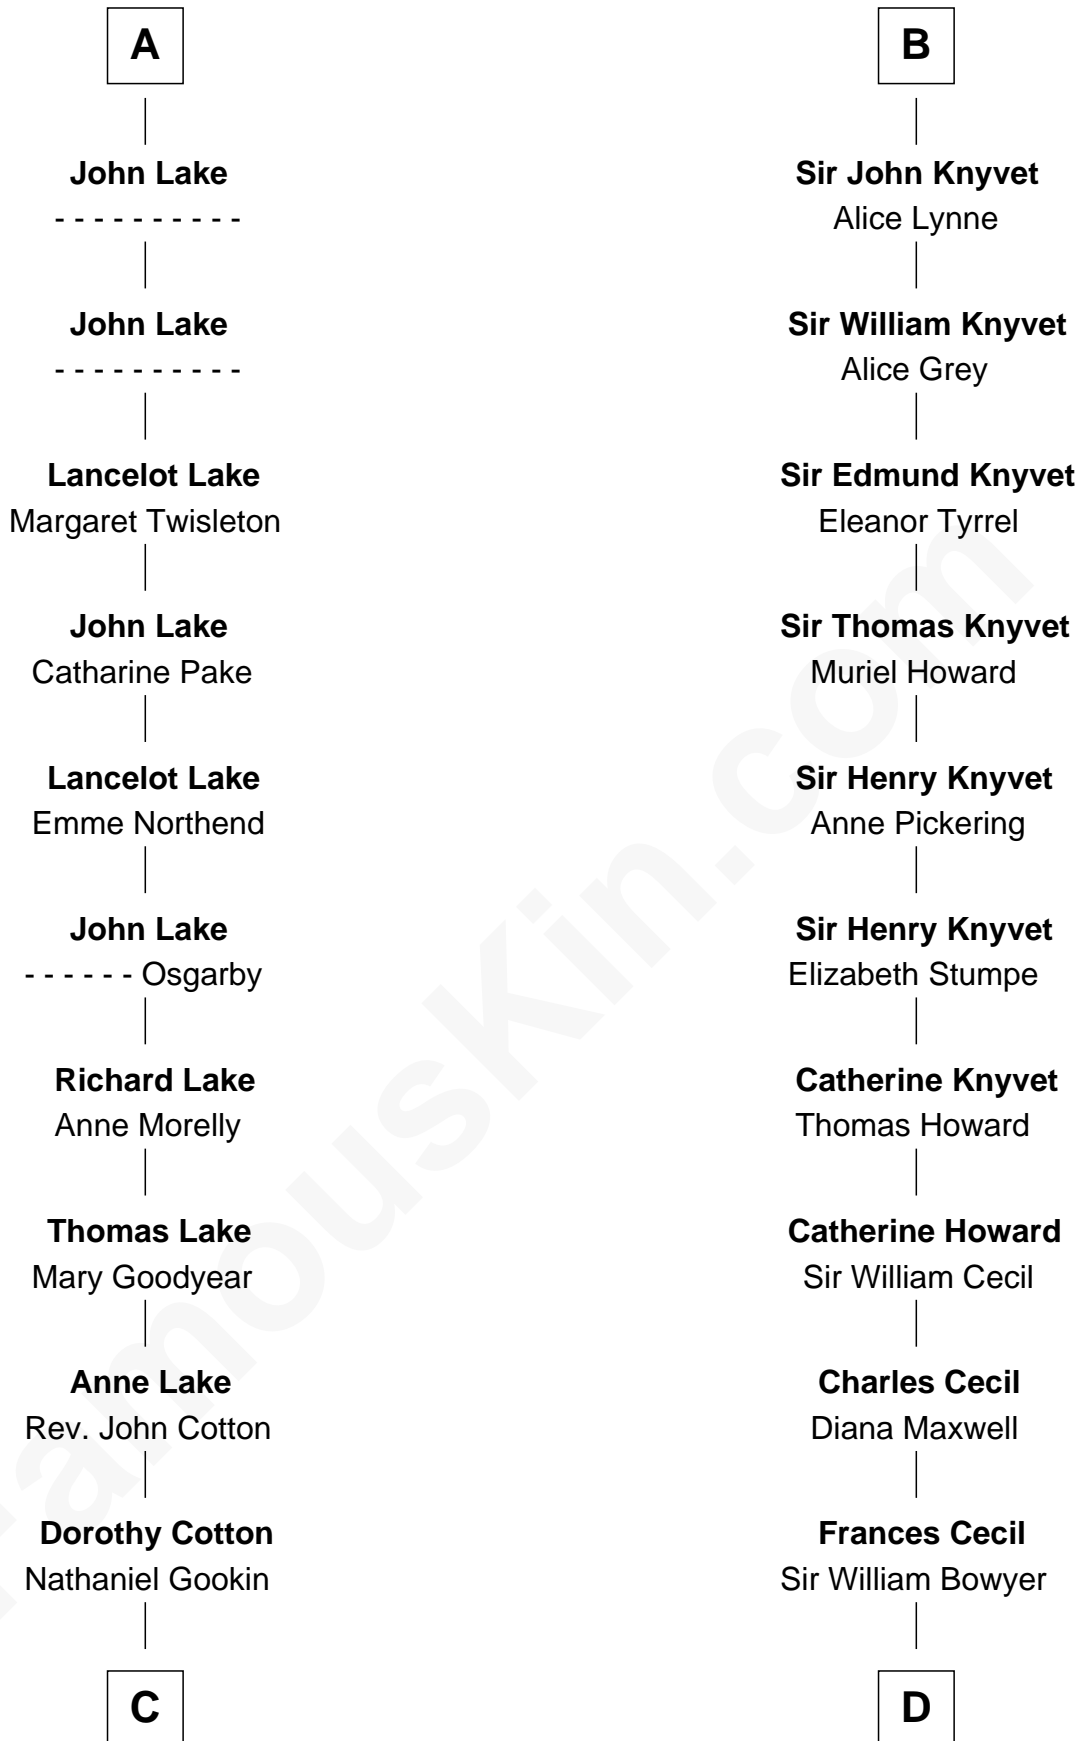 A
John Lake
- - - - - - - - - -
John Lake
- - - - - - - - - -
Lancelot Lake
Margaret Twisleton
John Lake
Catharine Pake
Lancelot Lake
Emme Northend
John Lake
- - - - - - Osgarby
Richard Lake
Anne Morelly
Thomas Lake
Mary Goodyear
Anne Lake
Rev. John Cotton
Dorothy Cotton
Nathaniel Gookin
C
B
Sir John Knyvet
Alice Lynne
Sir William Knyvet
Alice Grey
Sir Edmund Knyvet
Eleanor Tyrrel
Sir Thomas Knyvet
Muriel Howard
Sir Henry Knyvet
Anne Pickering
Sir Henry Knyvet
Elizabeth Stumpe
Catherine Knyvet
Thomas Howard
Catherine Howard
Sir William Cecil
Charles Cecil
Diana Maxwell
Frances Cecil
Sir William Bowyer
D
FamousKin.com